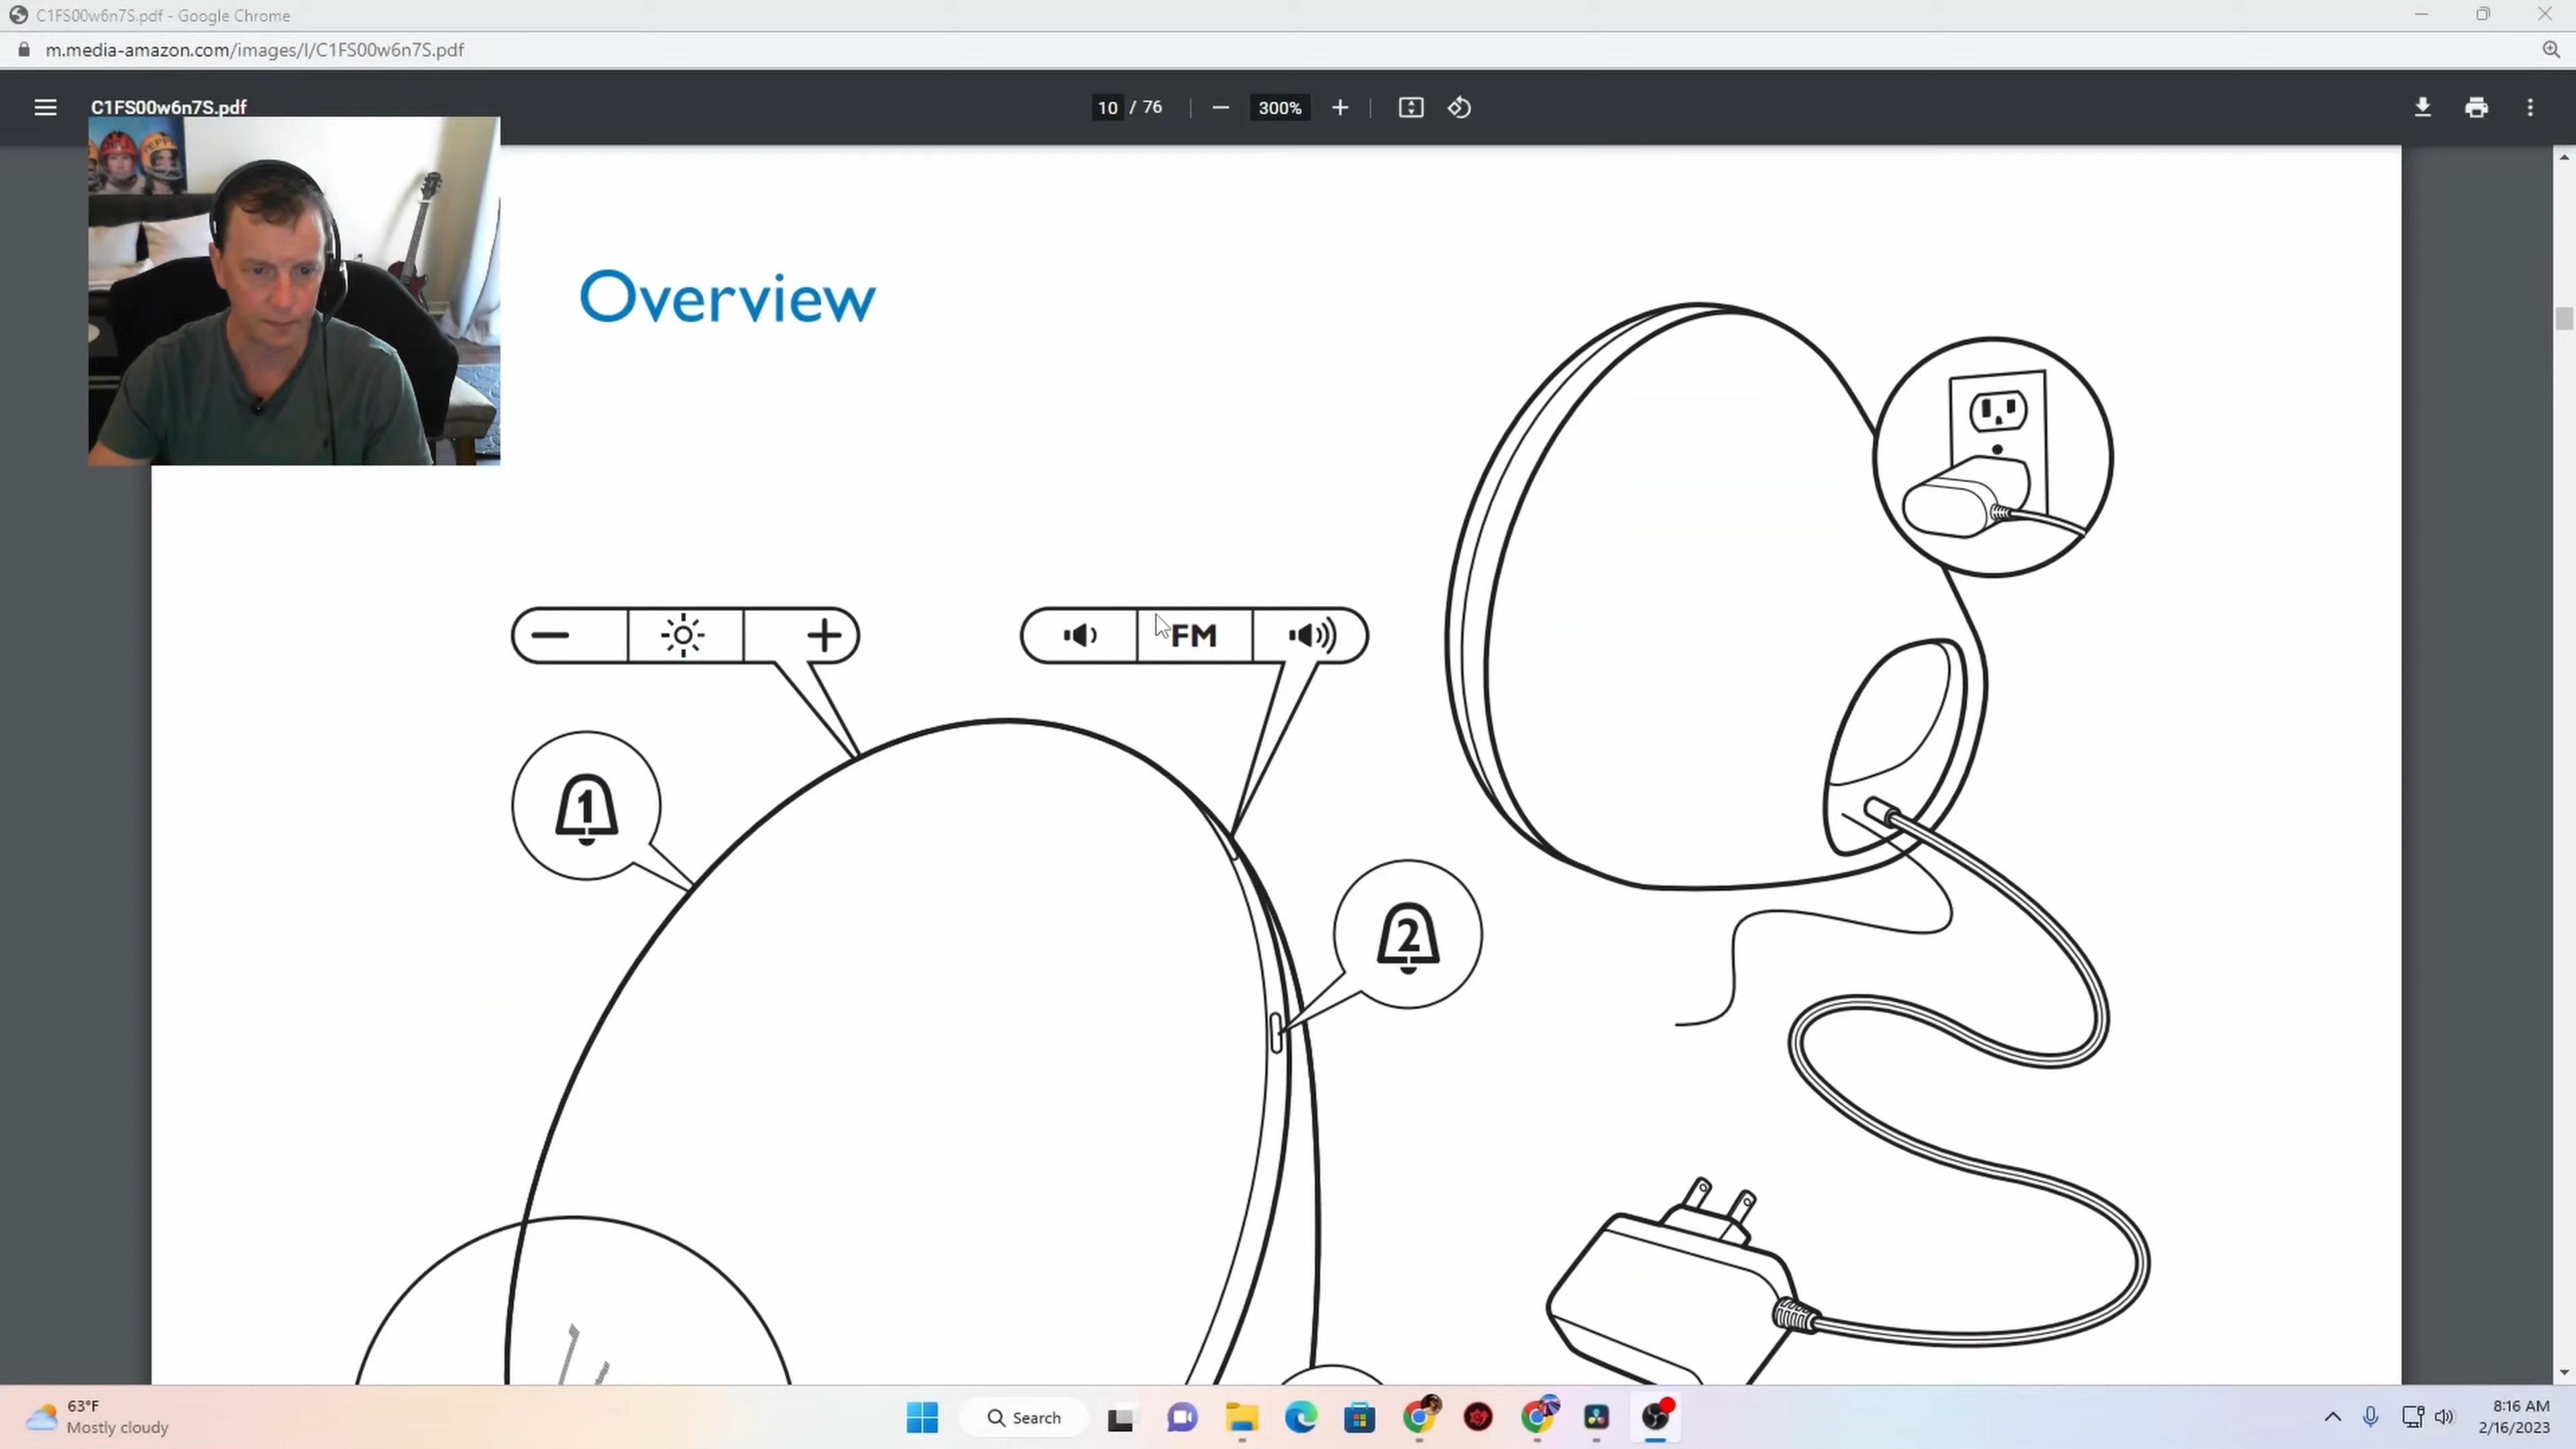 C1FS00w6n7S.pdf - Google Chrome
m.media-amazon.com/images/I/C1FS00w6n7S.pdf
C1FS00w6n7S.pdf
10 / 76
300%
Overview
FM
1
2
63°F
Mostly cloudy
Search
8:16 AM
2/16/2023